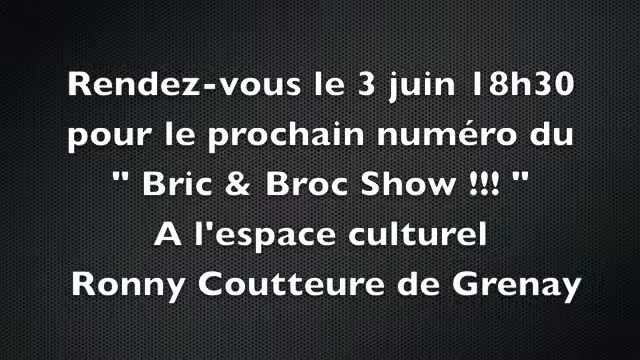 Rendez-vous le 3 juin 18h30
pour le prochain numéro du
" Bric & Broc Show !!! "
A l'espace culturel
Ronny Coutteure de Grenay